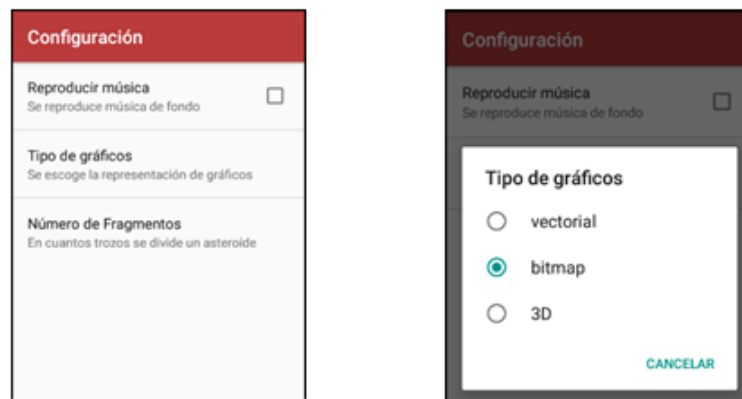 Configuración
Reproducir música
Se reproduce música de fondo
Tipo de gráficos
Se escoge la representación de gráficos
Número de Fragmentos
En cuantos trozos se divide un asteroide
Configuración
Reproducir música
Se reproduce música de fondo
Tipo de gráficos
vectorial
bitmap
3D
CANCELAR